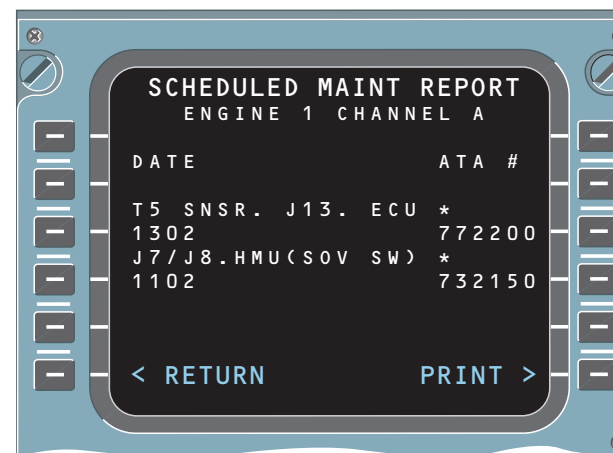 SCHEDULED MAINT REPORT
ENGINE 1 CHANNEL A
DATE ATA #
T5 SNSR. J13. ECU *
1302 772200
J7/J8.HMU(SOV SW) *
1102 732150
< RETURN PRINT >